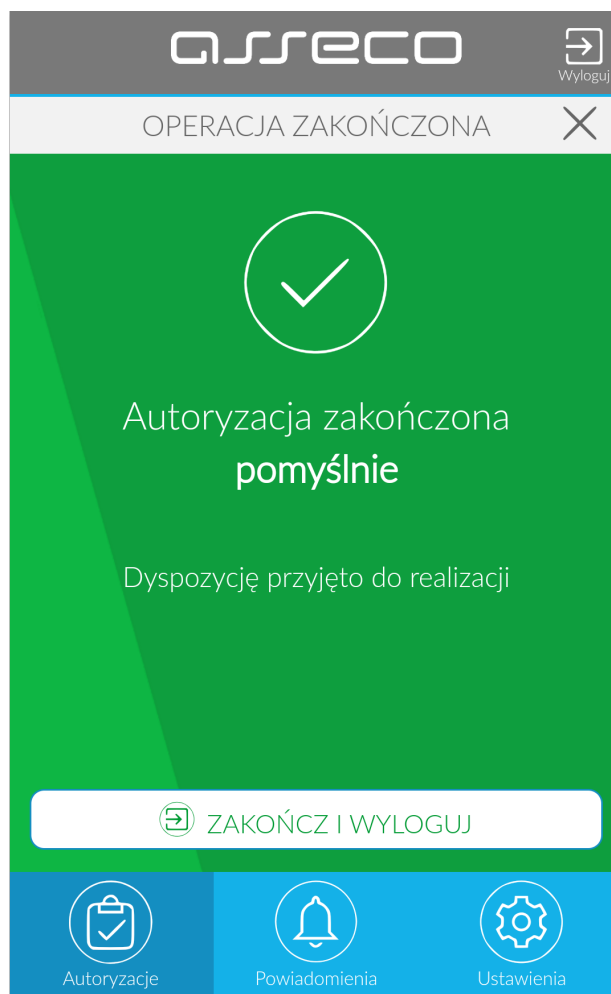 asseco
Wyloguj
OPERACJA ZAKOŃCZONA
Autoryzacja zakończona
pomyślnie
Dyspozycję przyjęto do realizacji
ZAKOŃCZ I WYLOGUJ
Autoryzacje
Powiadomienia
Ustawienia